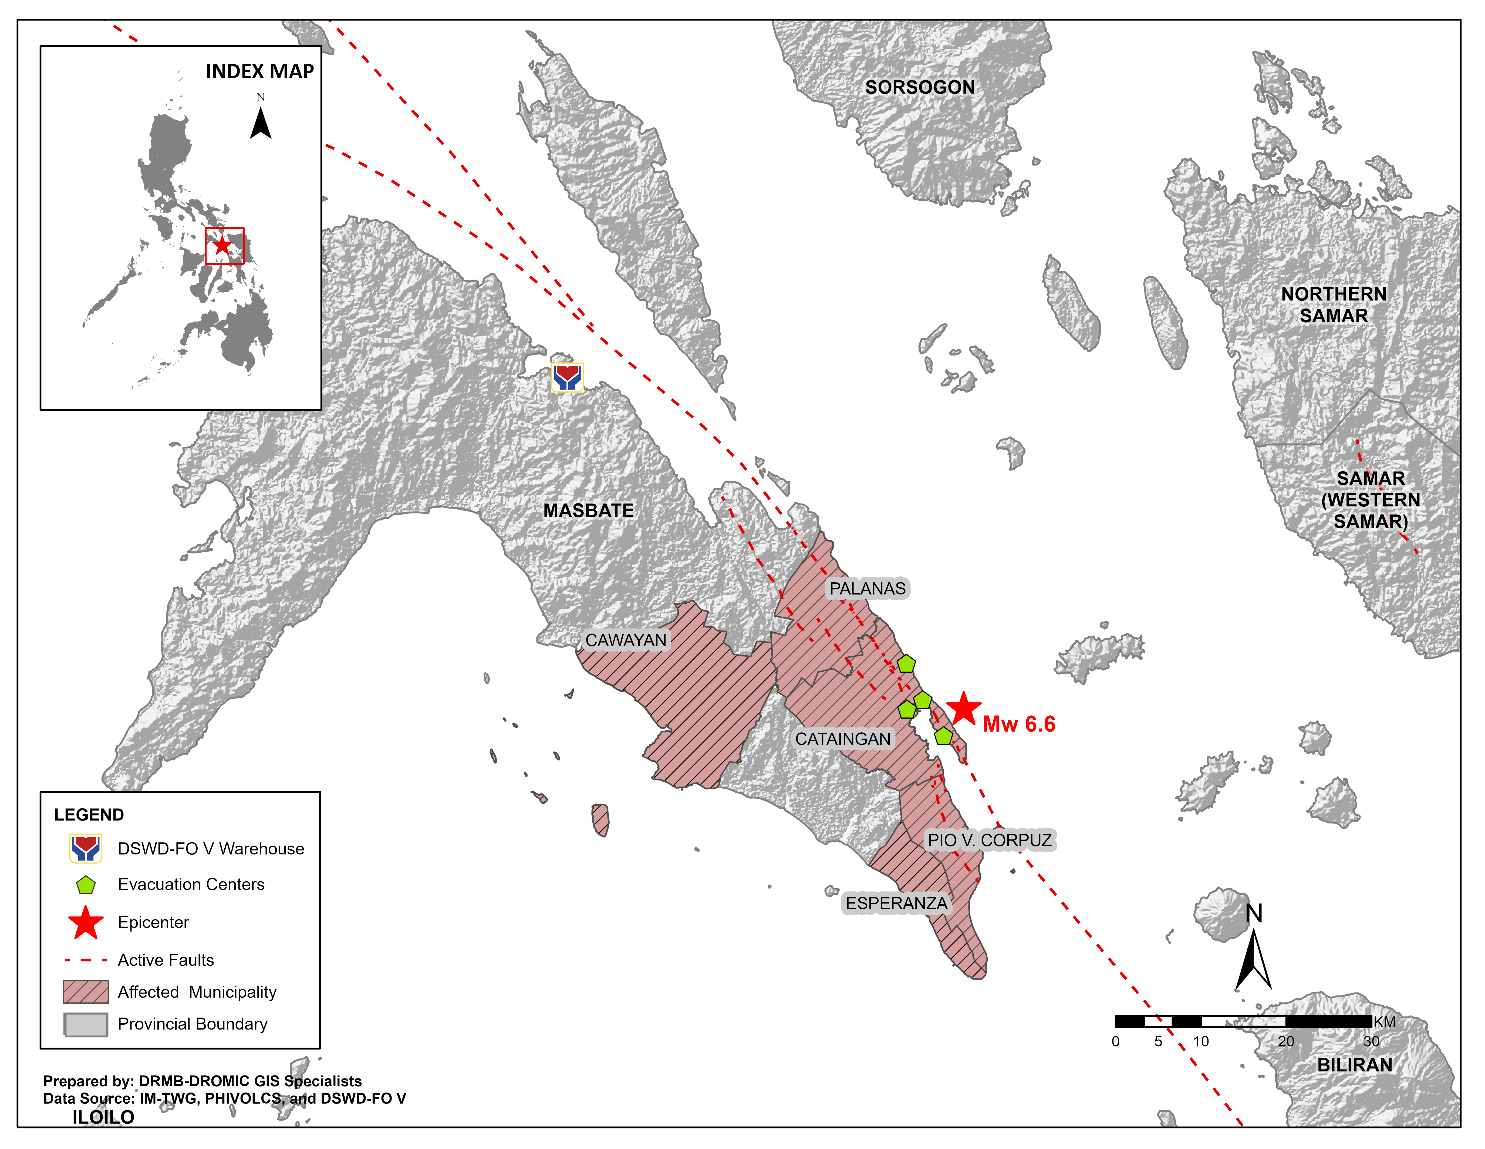 INDEX MAP
N
SORSOGON
NORTHERN
SAMAR
SAMAR
(WESTERN
SAMAR)
MASBATE
PALANAS
CAWAYAN
Mw 6.6
CATAINGAN
PIO V. CORPUZ
ESPERANZA
LEGEND
DSWD-FO V Warehouse
Evacuation Centers
Epicenter
Active Faults
Affected Municipality
Provincial Boundary
N
KM
0 5 10 20 30
BILIRAN
Prepared by: DRMB-DROMIC GIS Specialists
Data Source: IM-TWG, PHIVOLCS, and DSWD-FO V
ILOILO